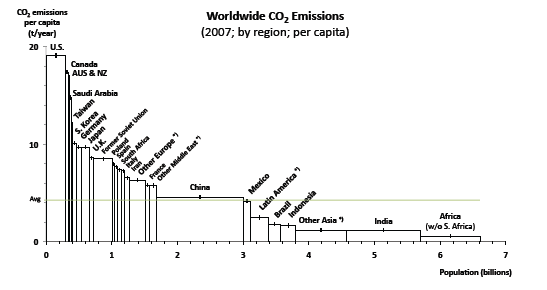 Worldwide CO₂ Emissions
(2007; by region; per capita)
CO₂ emissions
per capita
(t/year)
20
10
Avg
0
U.S.
Canada
AUS & NZ
Saudi Arabia
Taiwan
S. Korea
Germany
Japan
U.K.
Former Soviet Union
Poland
Spain
South Africa
Italy
Iran
Other Europe *)
France
Other Middle East *)
China
Mexico
Latin America *)
Brazil
Indonesia
Other Asia *)
India
Africa
(w/o S. Africa)
0 1 2 3 4 5 6 7
Population (billions)